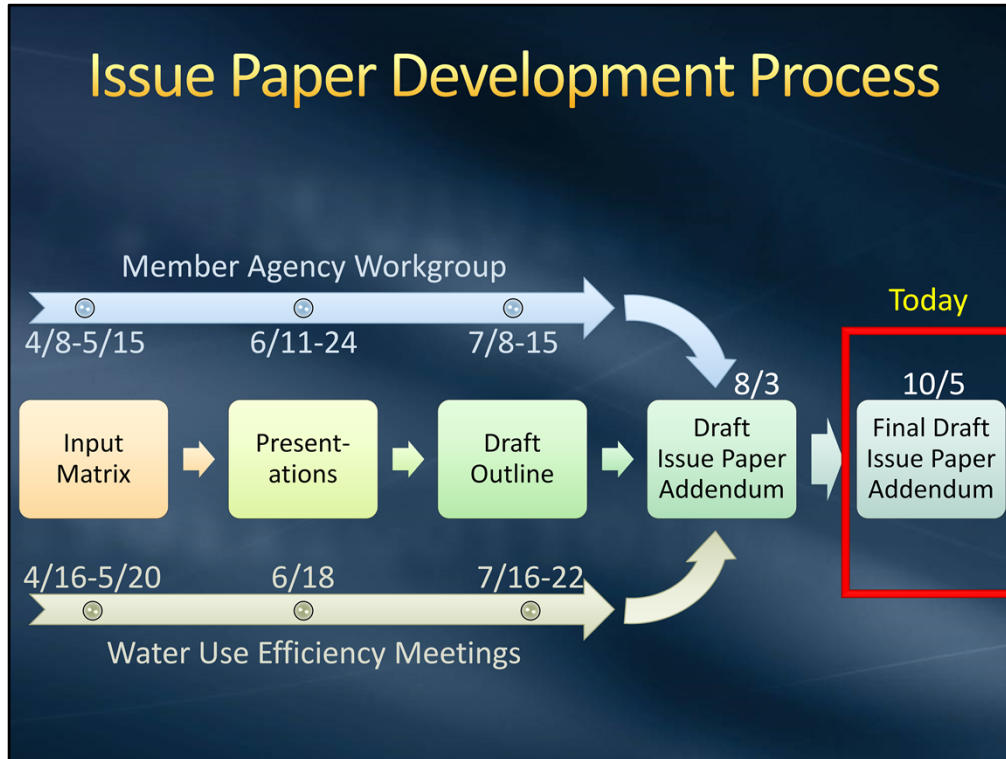 Issue Paper Development Process
Member Agency Workgroup
4/8-5/15
6/11-24
7/8-15
Today
8/3
10/5
Input
Matrix
Present-
ations
Draft
Outline
Draft
Issue Paper
Addendum
Final Draft
Issue Paper
Addendum
4/16-5/20
6/18
7/16-22
Water Use Efficiency Meetings